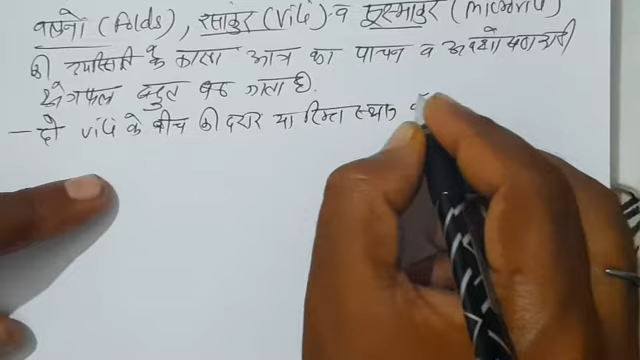 वलनो (Folds), रसांकुर (Villi) व सूक्ष्मांकुर (Microvilli)
की उपस्थिति के कारण आंत्र का पाचन व अवशोषणकारी
क्षेत्रफल बहुत बढ़ जाता है.
– दो Villi के बीच की दरार या रिक्त स्थान